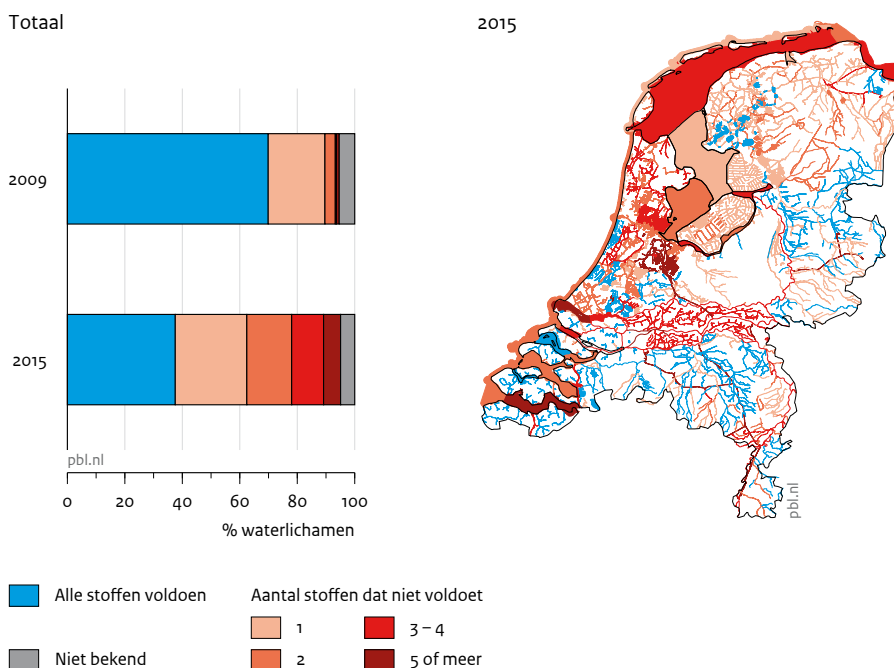 Totaal
2015
2009
2015
pbl.nl
0 20 40 60 80 100
% waterlichamen
pbl.nl
Alle stoffen voldoen
Niet bekend
Aantal stoffen dat niet voldoet
1
2
3 – 4
5 of meer